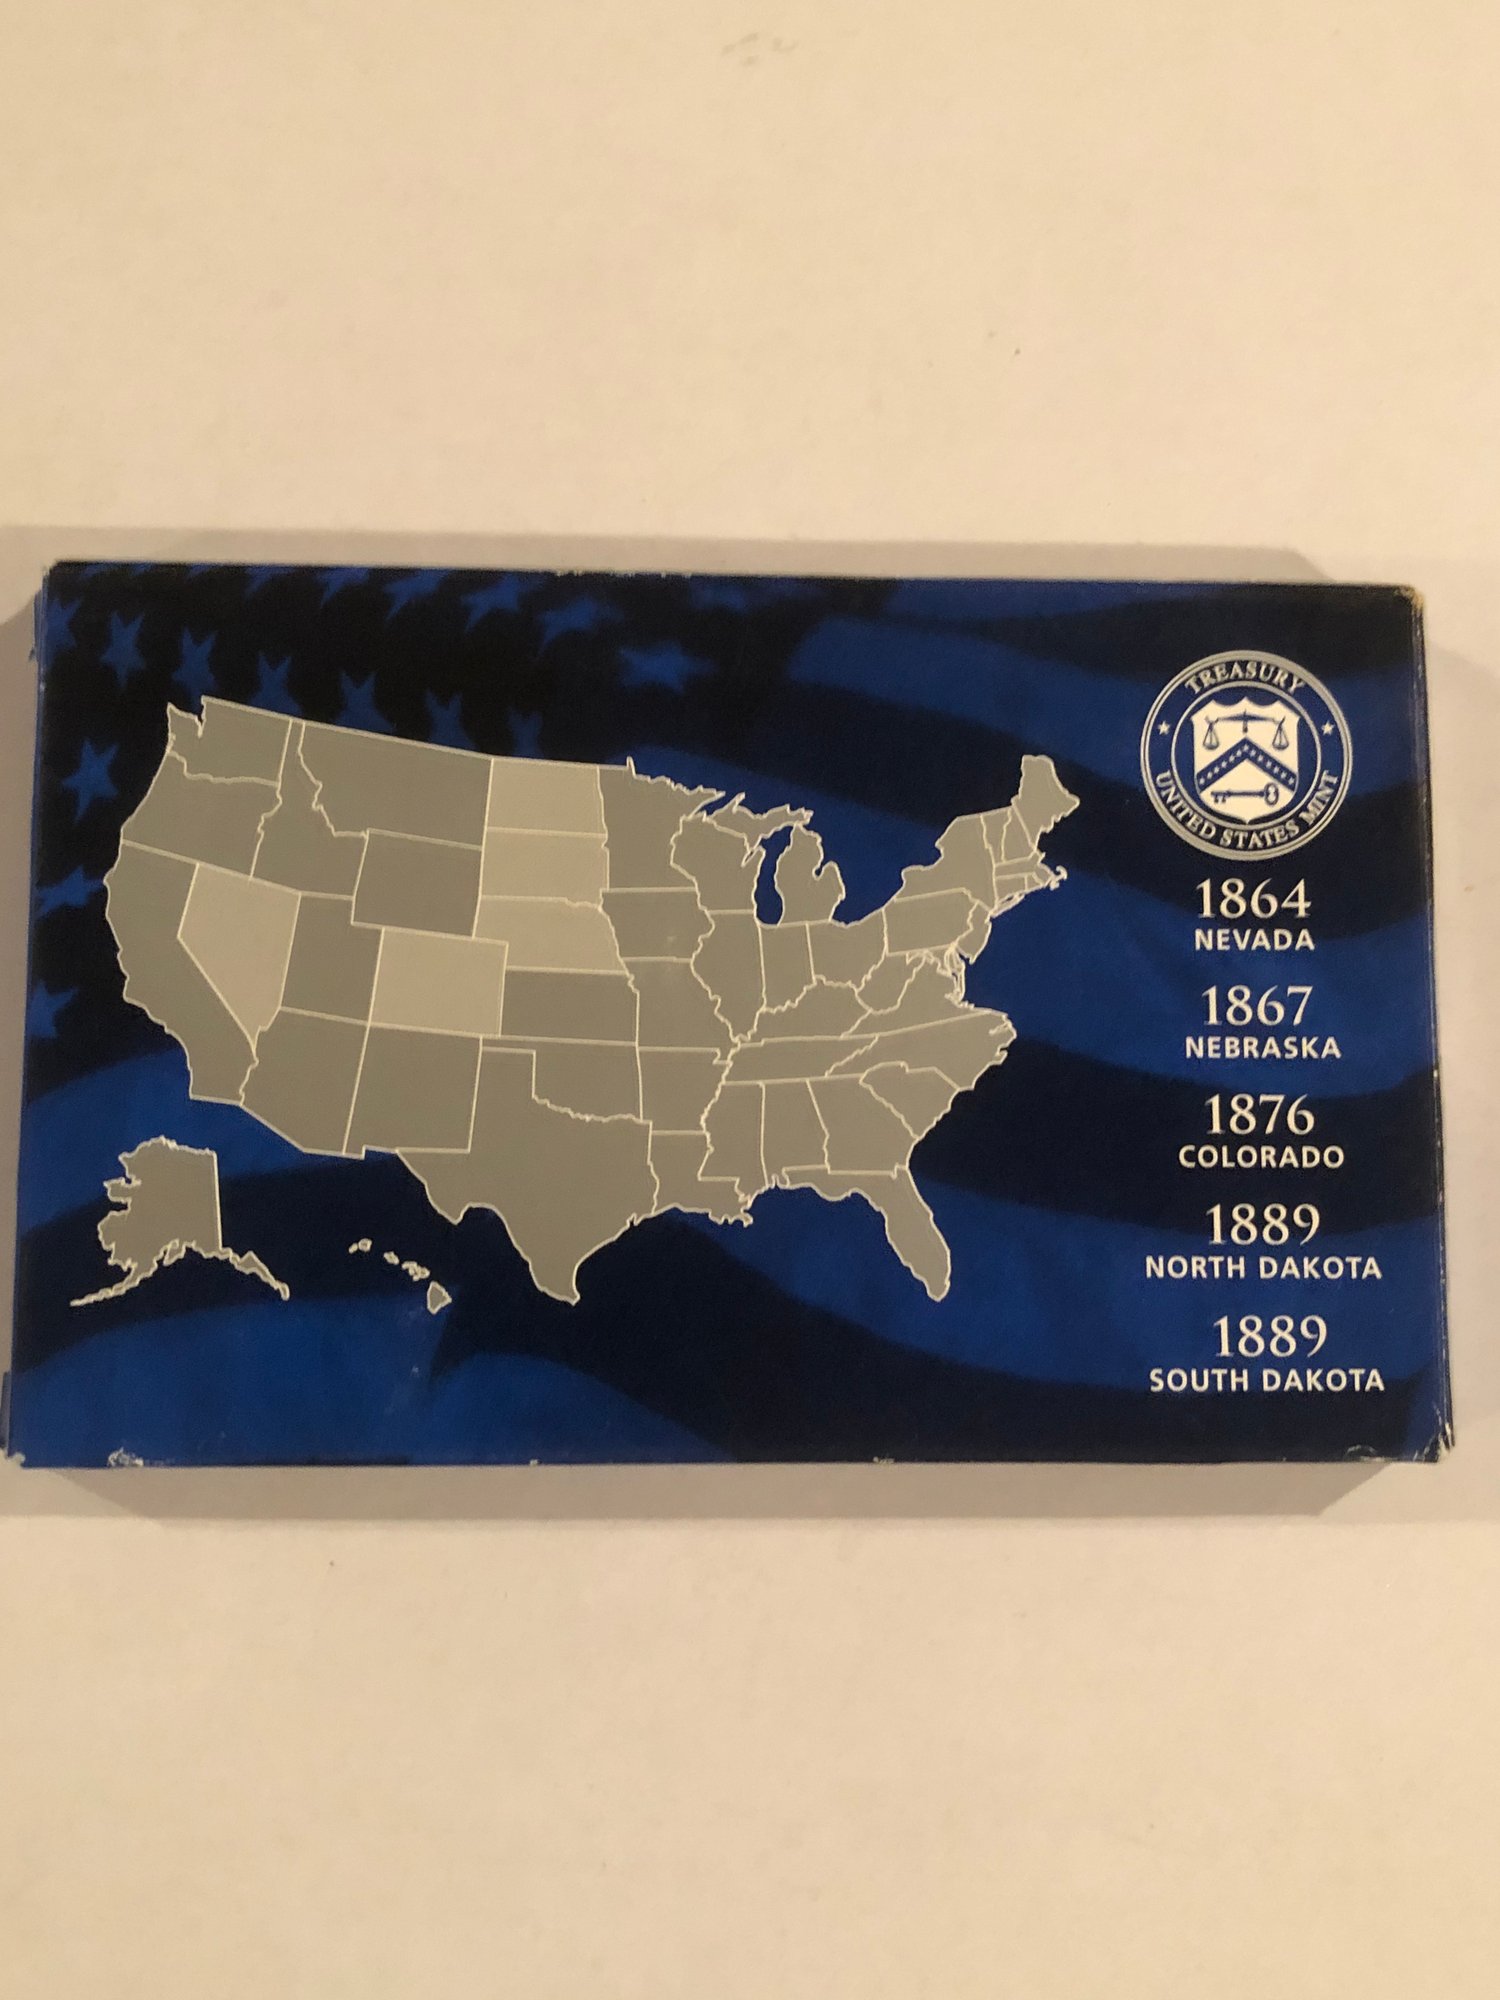 TREASURY
UNITED STATES MINT
1864
NEVADA
1867
NEBRASKA
1876
COLORADO
1889
NORTH DAKOTA
1889
SOUTH DAKOTA